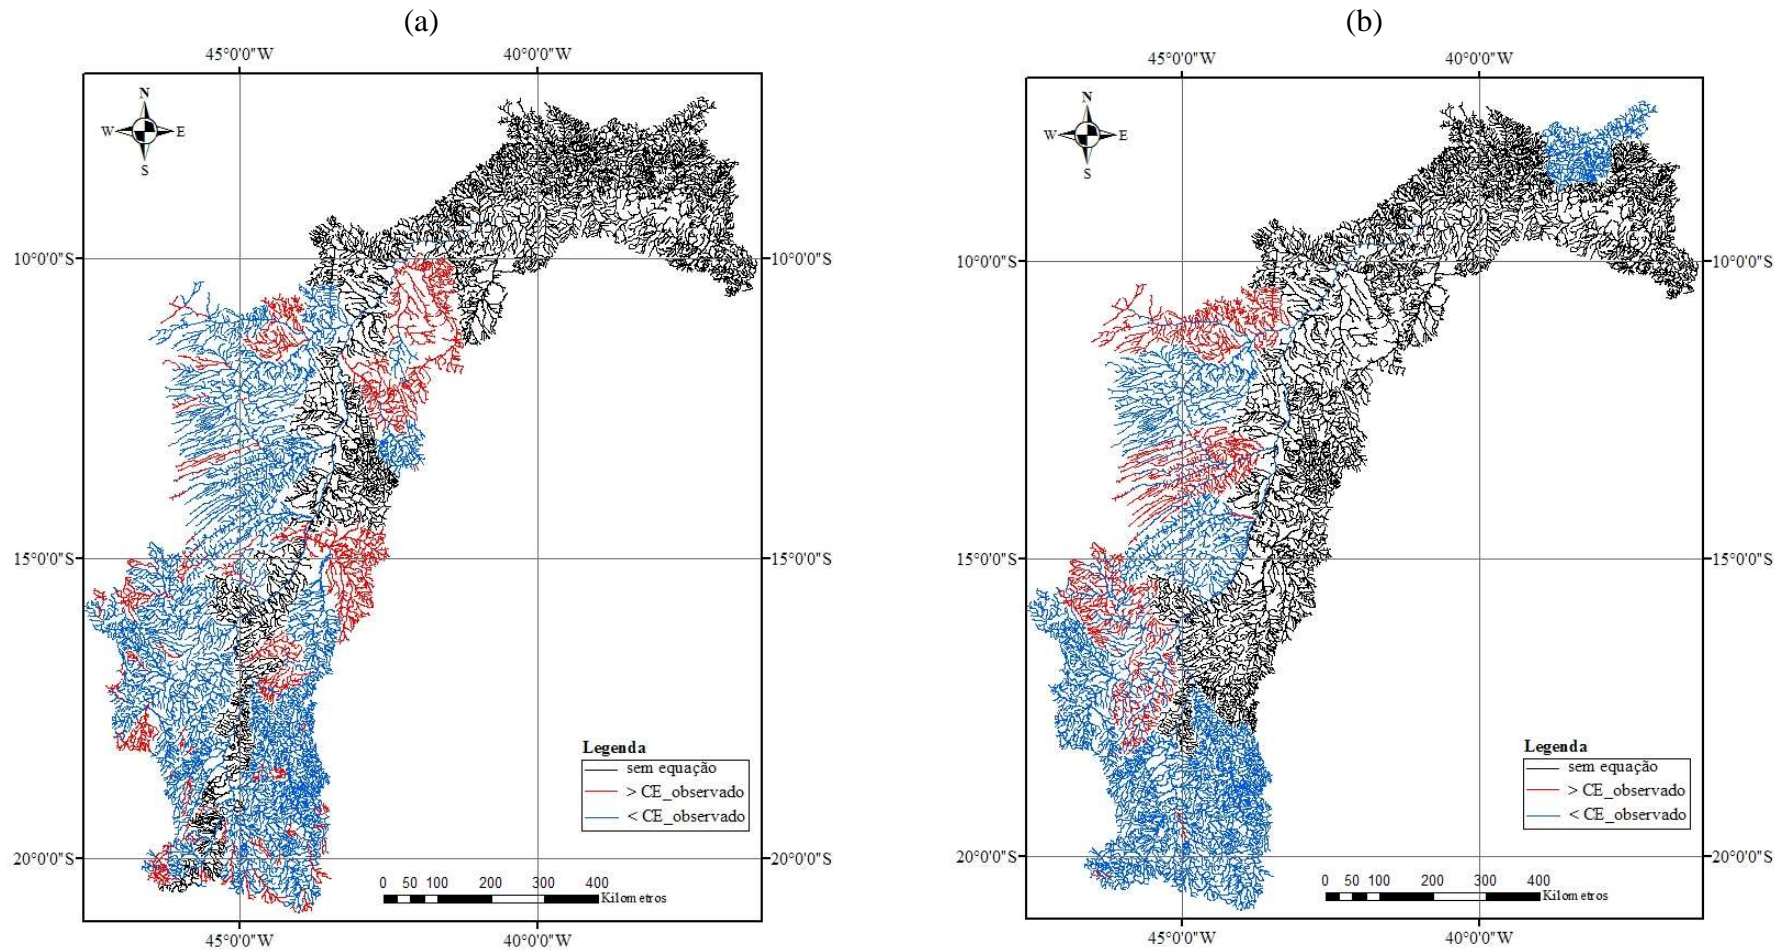 (a)
45°0'0"W
40°0'0"W
N
W
E
S
10°0'0"S
10°0'0"S
15°0'0"S
15°0'0"S
20°0'0"S
20°0'0"S
Legenda
sem equação
> CE_observado
< CE_observado
0 50 100 200 300 400
Kilometros
45°0'0"W
40°0'0"W
(b)
45°0'0"W
40°0'0"W
N
W
E
S
10°0'0"S
10°0'0"S
15°0'0"S
15°0'0"S
20°0'0"S
20°0'0"S
Legenda
sem equação
> CE_observado
< CE_observado
0 50 100 200 300 400
Kilometros
45°0'0"W
40°0'0"W